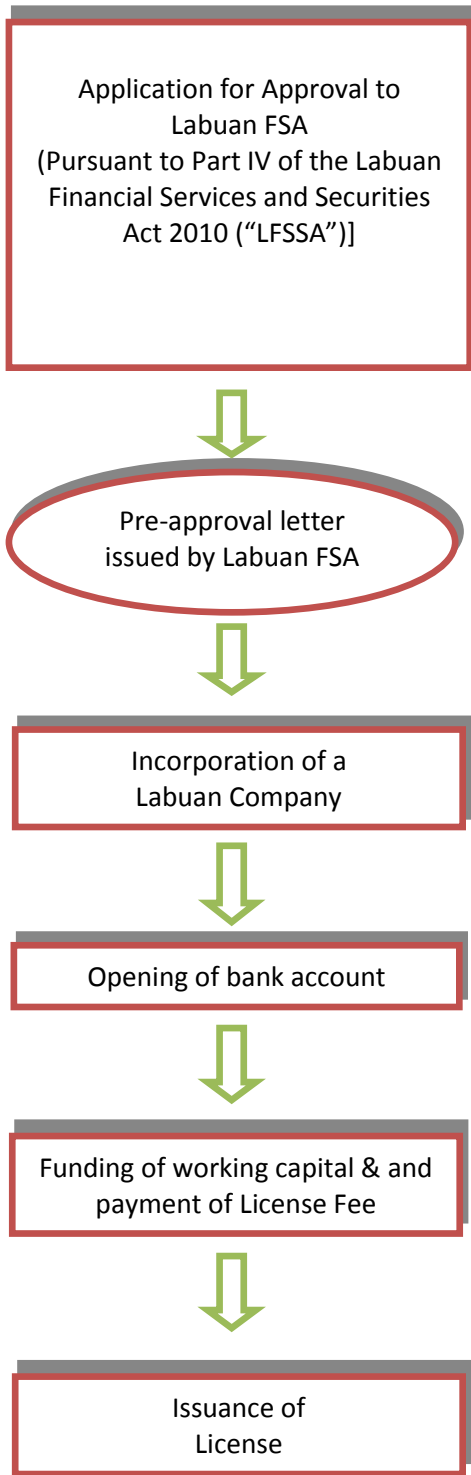 Application for Approval to
Labuan FSA
(Pursuant to Part IV of the Labuan
Financial Services and Securities
Act 2010 (“LFSSA”)]
Pre-approval letter
issued by Labuan FSA
Incorporation of a
Labuan Company
Opening of bank account
Funding of working capital & and
payment of License Fee
Issuance of
License